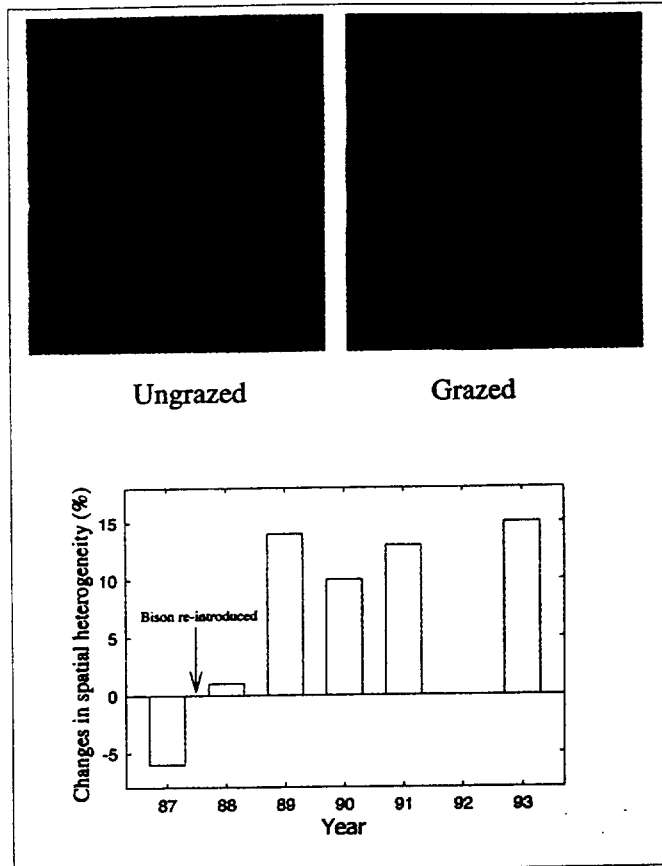 Ungrazed
Grazed
Changes in spatial heterogeneity (%)
15
10
5
0
-5
Bison re-introduced
87 88 89 90 91 92 93
Year